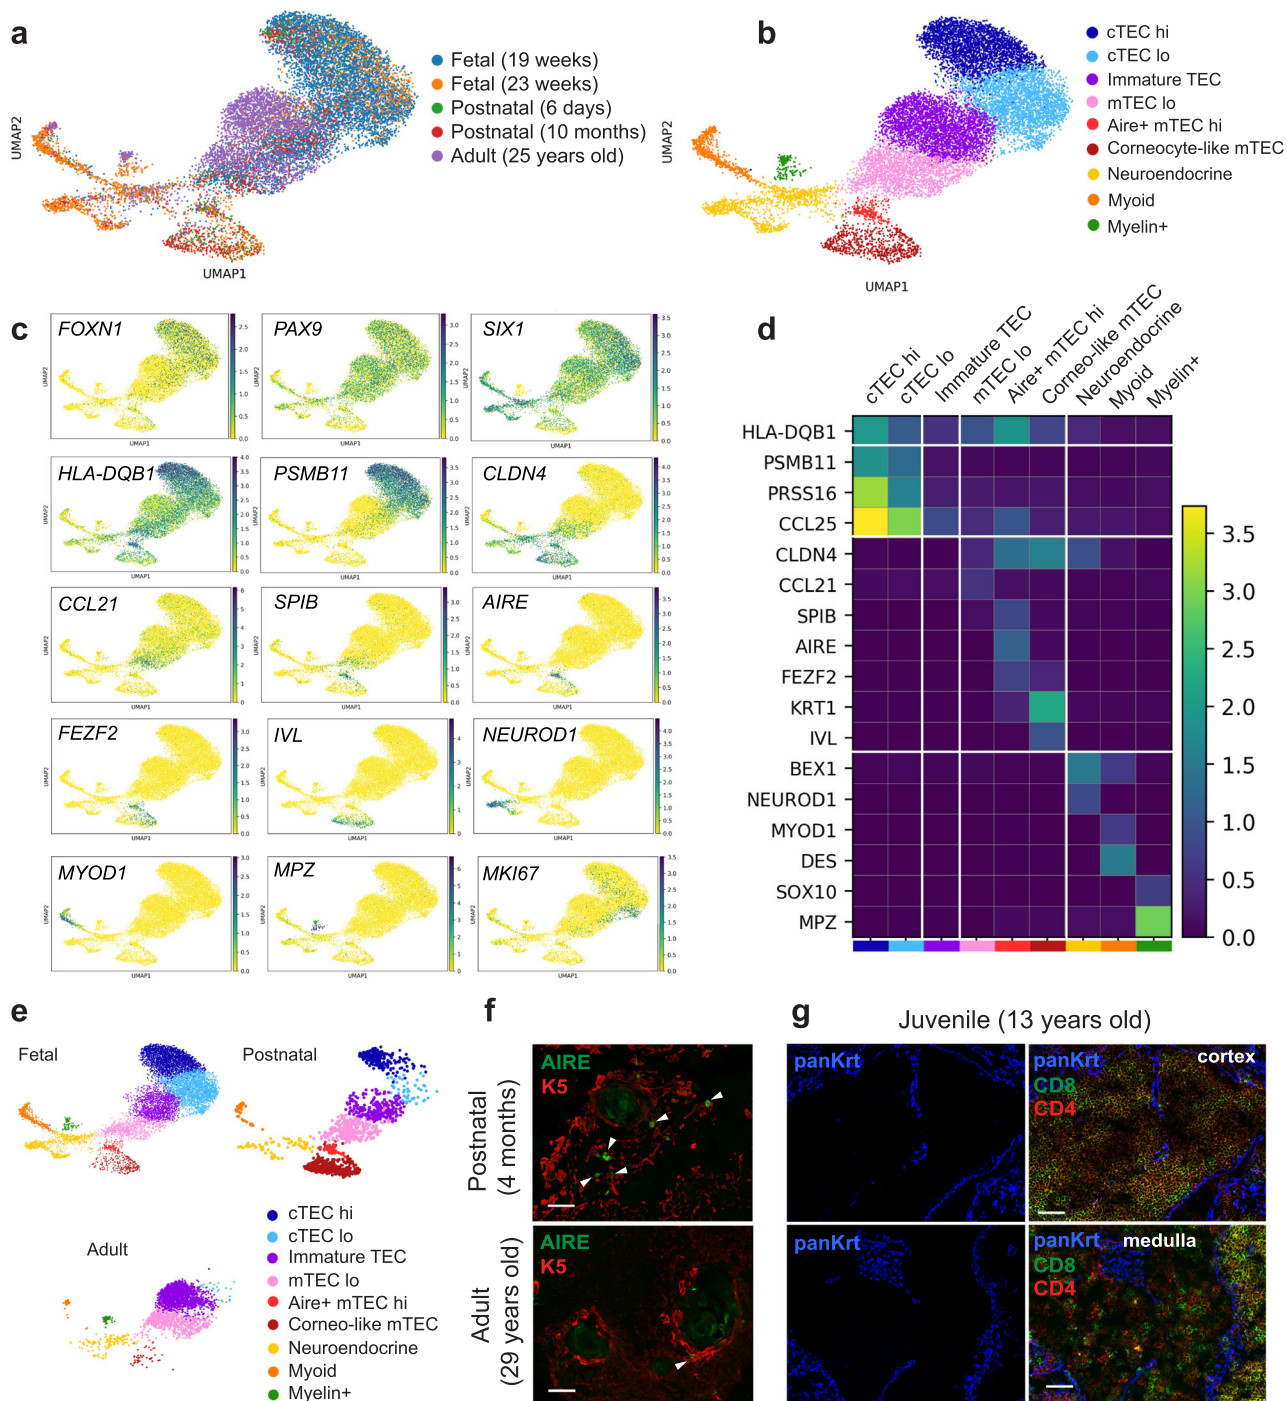 a
Fetal (19 weeks)
Fetal (23 weeks)
Postnatal (6 days)
Postnatal (10 months)
Adult (25 years old)
UMAP2
UMAP1
b
cTEC hi
cTEC lo
Immature TEC
mTEC lo
Aire+ mTEC hi
Corneocyte-like mTEC
Neuroendocrine
Myoid
Myelin+
UMAP2
UMAP1
c
FOXN1
PAX9
SIX1
HLA-DQB1
PSMB11
CLDN4
CCL21
SPIB
AIRE
FEZF2
IVL
NEUROD1
MYOD1
MPZ
MKI67
d
cTEC hi
cTEC lo
Immature TEC
mTEC lo
Aire+ mTEC hi
Corneo-like mTEC
Neuroendocrine
Myoid
Myelin+
HLA-DQB1
PSMB11
PRSS16
CCL25
CLDN4
CCL21
SPIB
AIRE
FEZF2
KRT1
IVL
BEX1
NEUROD1
MYOD1
DES
SOX10
MPZ
3.5
3.0
2.5
2.0
1.5
1.0
0.5
0.0
e
Fetal
Postnatal
Adult
cTEC hi
cTEC lo
Immature TEC
mTEC lo
Aire+ mTEC hi
Corneo-like mTEC
Neuroendocrine
Myoid
Myelin+
f
Postnatal
(4 months)
AIRE
K5
Adult
(29 years old)
AIRE
K5
g
Juvenile (13 years old)
panKrt
panKrt
CD8
CD4
cortex
panKrt
panKrt
CD8
CD4
medulla